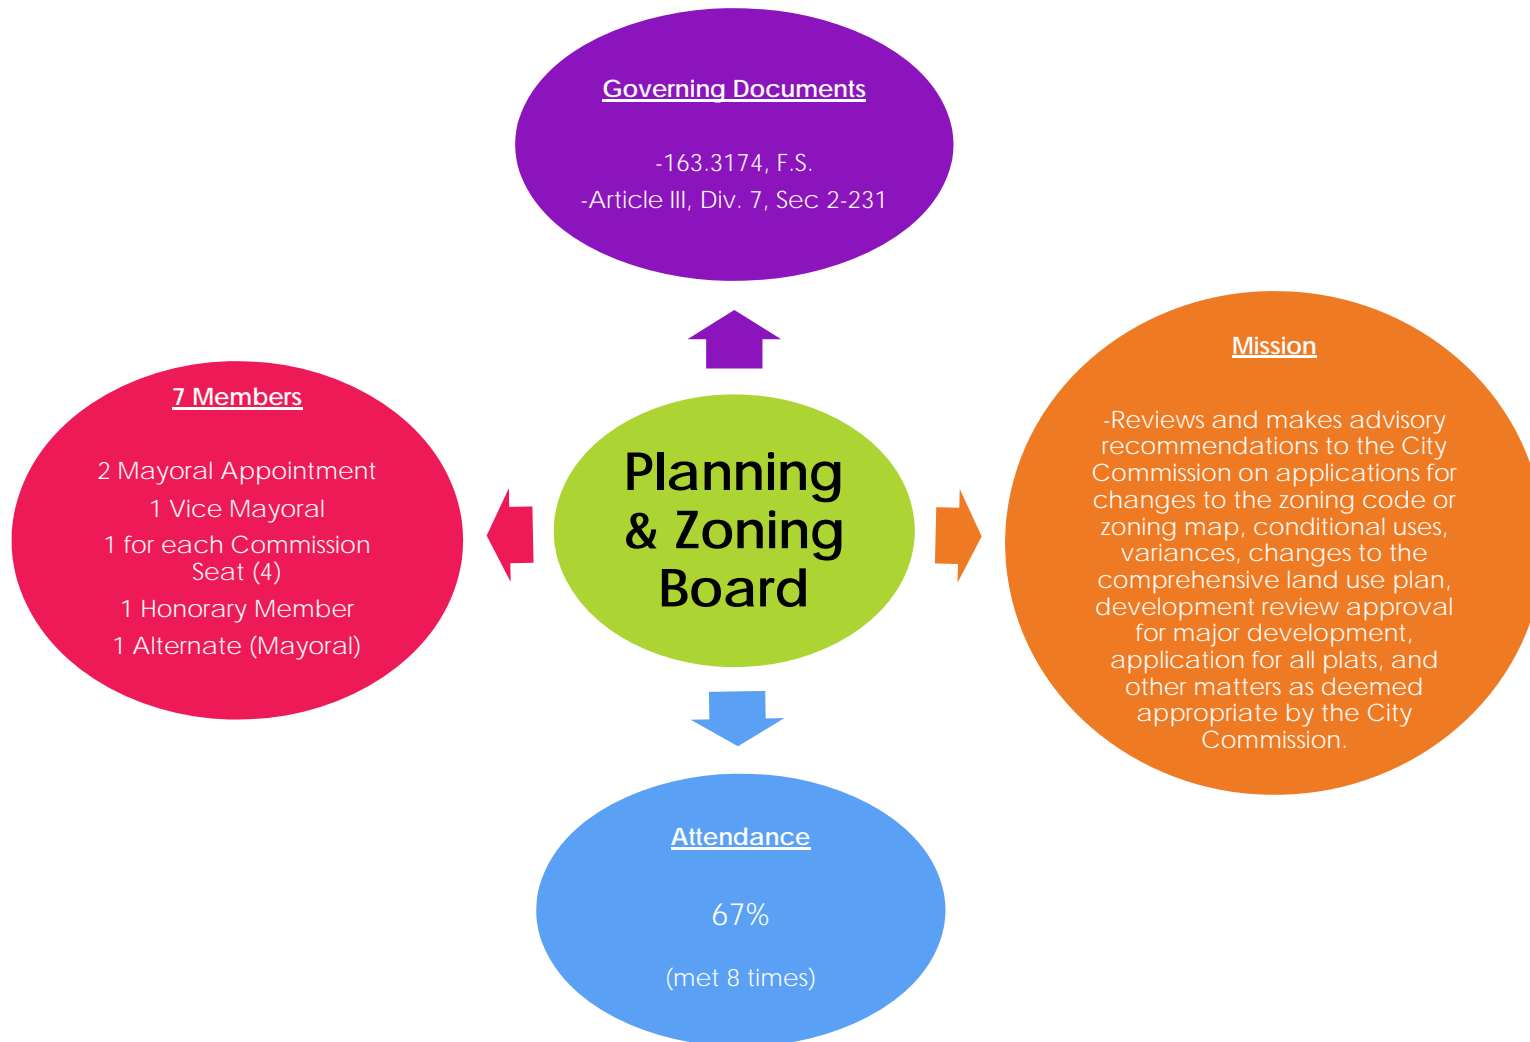 Governing Documents
-163.3174, F.S.
-Article III, Div. 7, Sec 2-231
7 Members
2 Mayoral Appointment
1 Vice Mayoral
1 for each Commission
Seat (4)
1 Honorary Member
1 Alternate (Mayoral)
Planning
& Zoning
Board
Mission
-Reviews and makes advisory
recommendations to the City
Commission on applications for
changes to the zoning code or
zoning map, conditional uses,
variances, changes to the
comprehensive land use plan,
development review approval
for major development,
application for all plats, and
other matters as deemed
appropriate by the City
Commission.
Attendance
67%
(met 8 times)